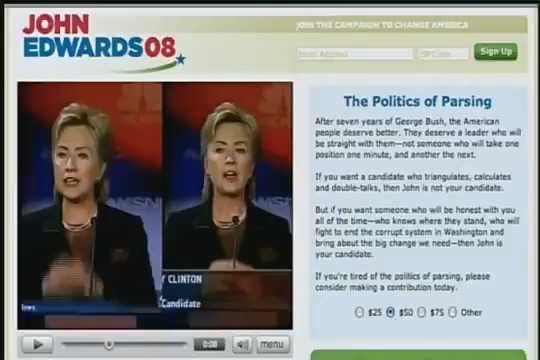 JOHN
EDWARDS08
JOIN THE CAMPAIGN TO CHANGE AMERICA
Email Address
ZIP Code
Sign Up
The Politics of Parsing
After seven years of George Bush, the American
people deserve better. They deserve a leader who will
be straight with them—not someone who will take one
position one minute, and another the next.
If you want a candidate who triangulates, calculates
and double-talks, then John is not your candidate.
But if you want someone who will be honest with you
all of the time—who knows where they stand, who will
fight to end the corrupt system in Washington and
bring about the big change we need—then John is
your candidate.
If you're tired of the politics of parsing, please
consider making a contribution today.
$25
$50
$75
Other
CLINTON
Candidate
0:08
menu